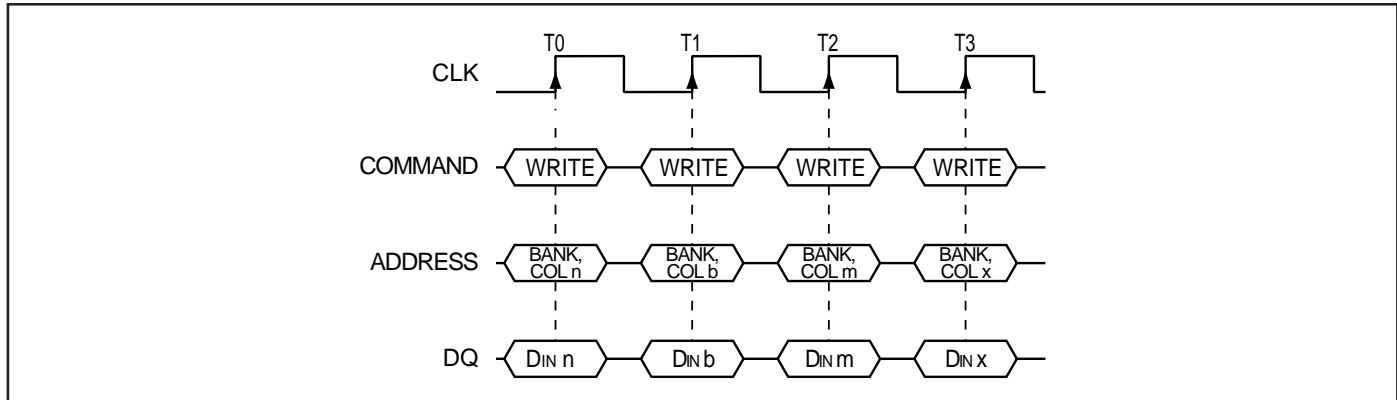 T0 T1 T2 T3
CLK
COMMAND WRITE WRITE WRITE WRITE
ADDRESS BANK, COL n BANK, COL b BANK, COL m BANK, COL x
DQ DIN n DIN b DIN m DIN x